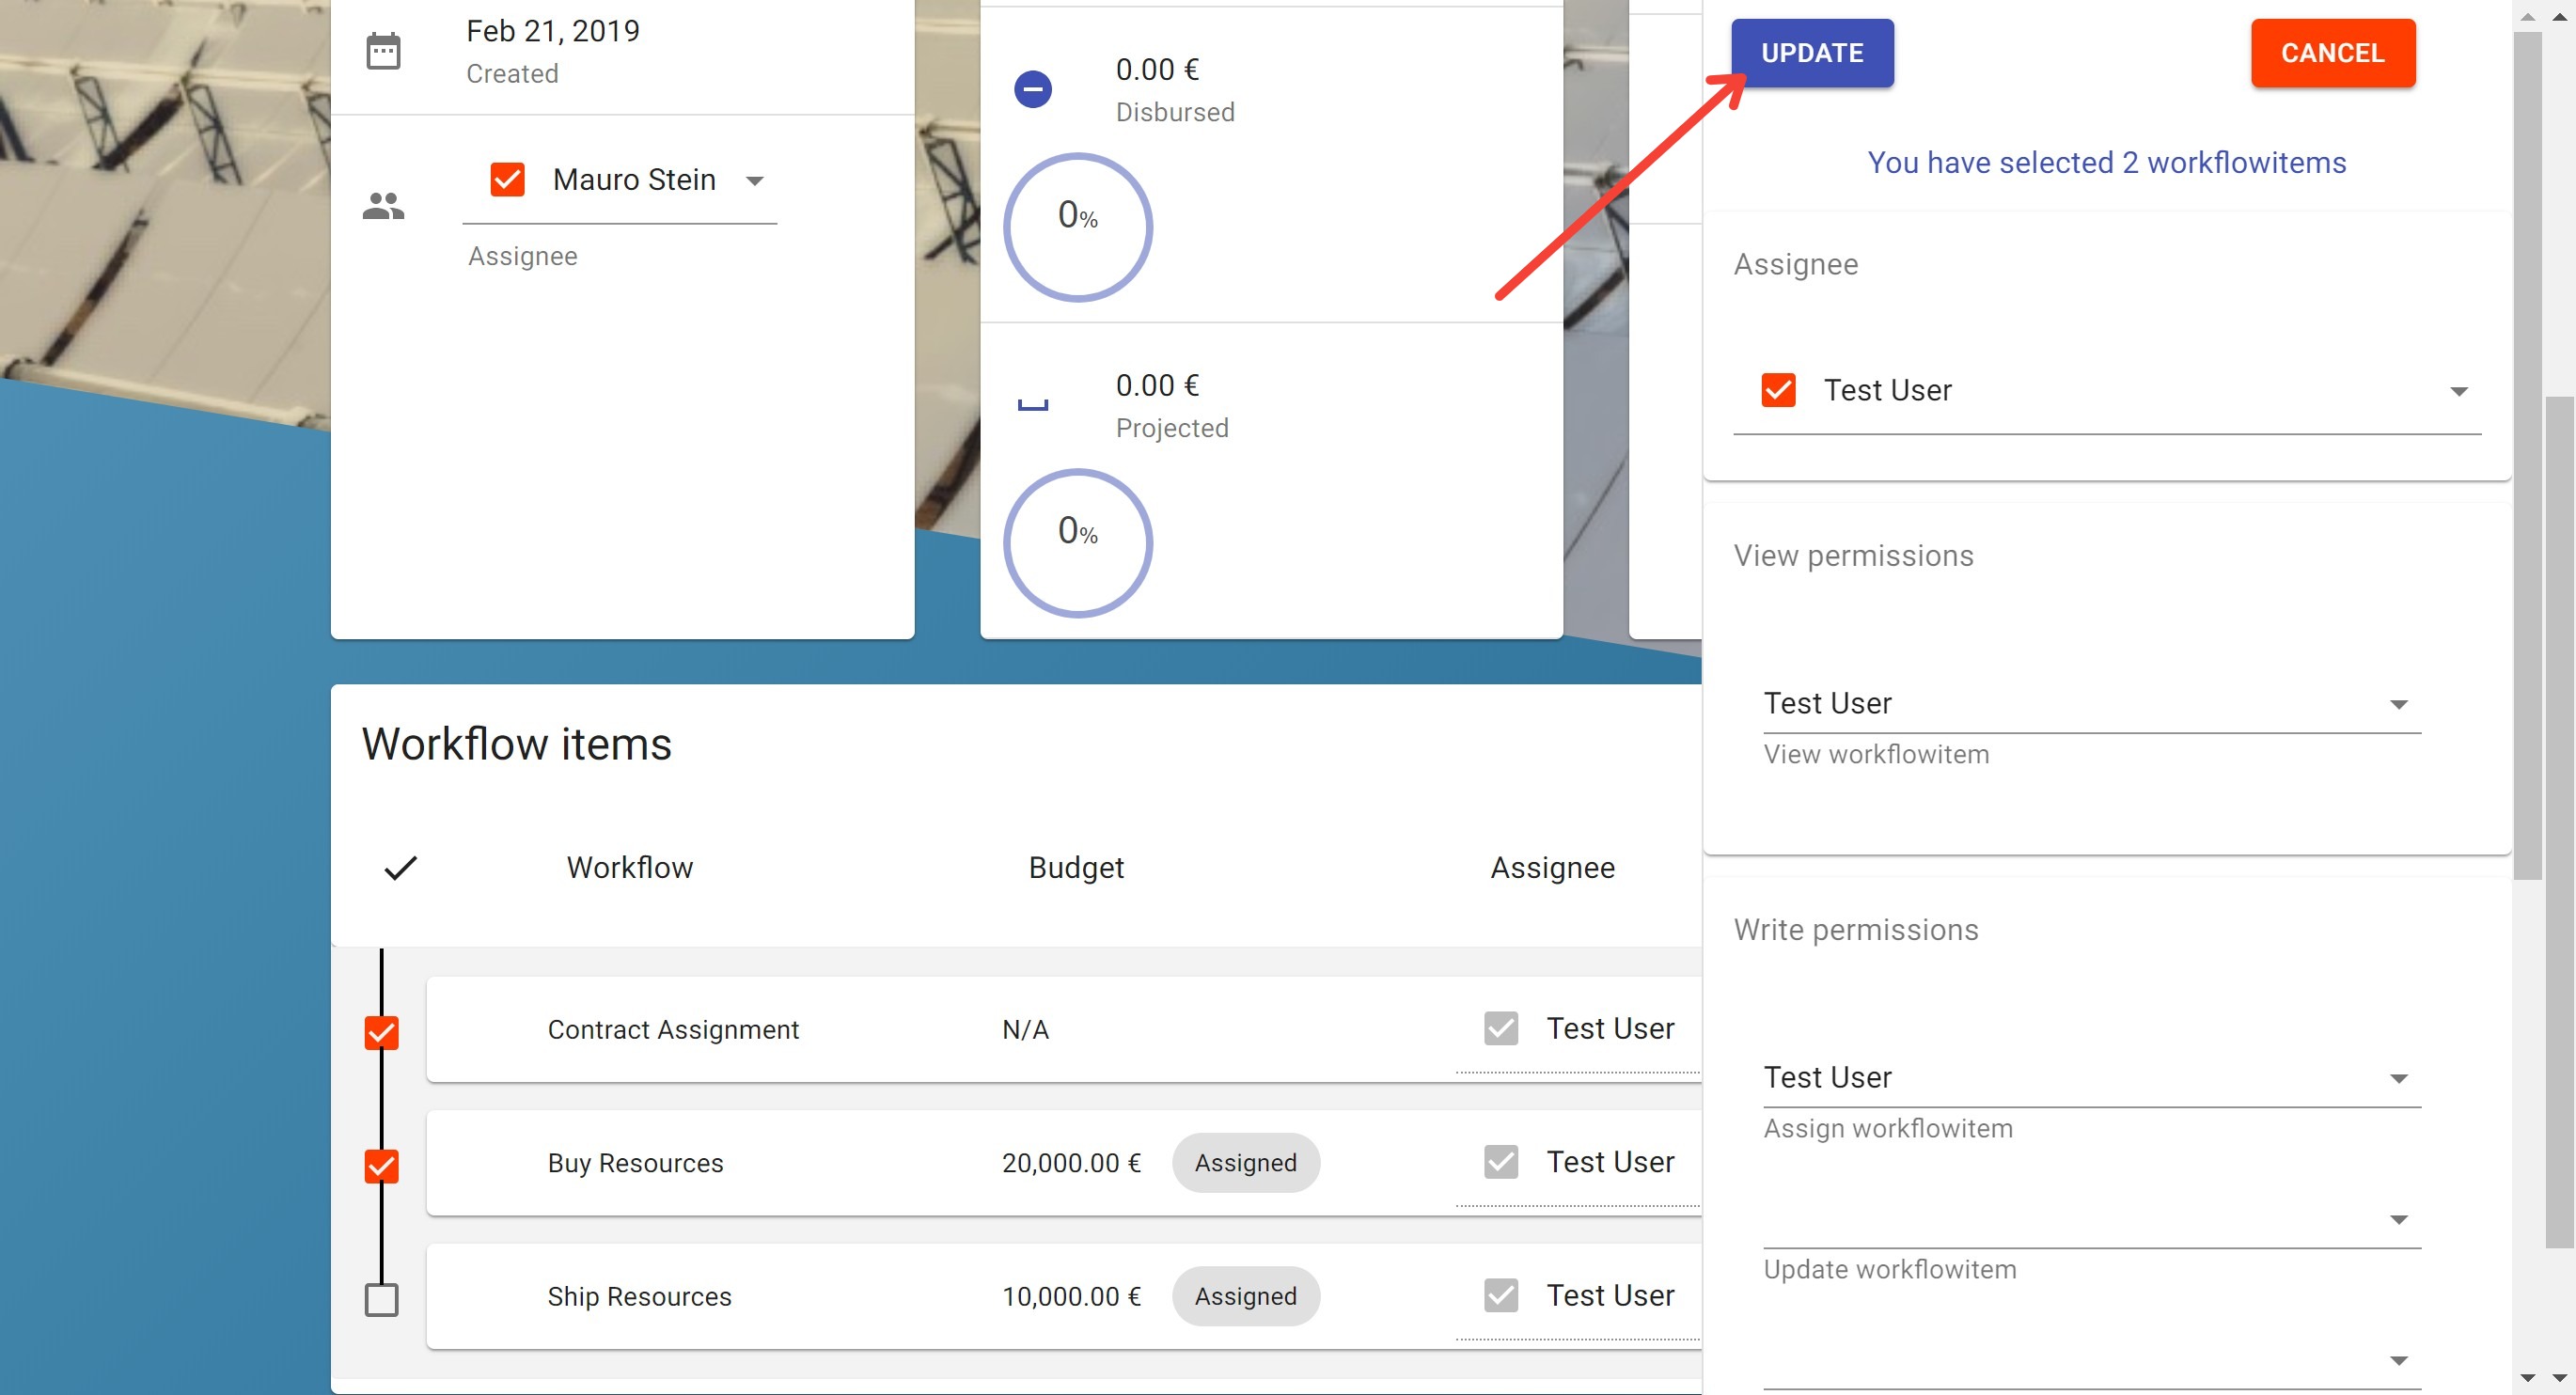 Feb 21, 2019
Created
Mauro Stein
Assignee
0.00 €
Disbursed
0%
0.00 €
Projected
0%
UPDATE
CANCEL
You have selected 2 workflowitems
Assignee
Test User
View permissions
Test User
View workflowitem
Write permissions
Test User
Assign workflowitem
Update workflowitem
Workflow items
Workflow Budget Assignee
Contract Assignment N/A Test User
Buy Resources 20,000.00 € Assigned Test User
Ship Resources 10,000.00 € Assigned Test User